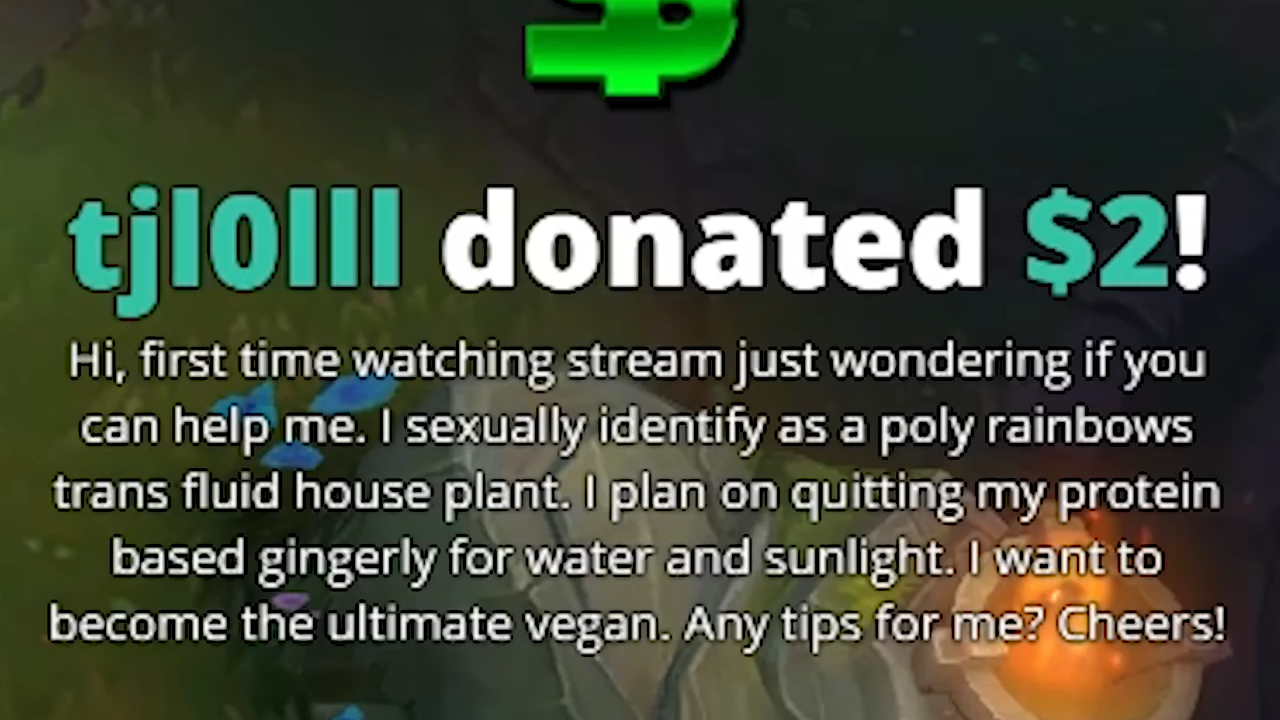 $
tjl0lll donated $2!
Hi, first time watching stream just wondering if you
can help me. I sexually identify as a poly rainbows
trans fluid house plant. I plan on quitting my protein
based gingerly for water and sunlight. I want to
become the ultimate vegan. Any tips for me? Cheers!